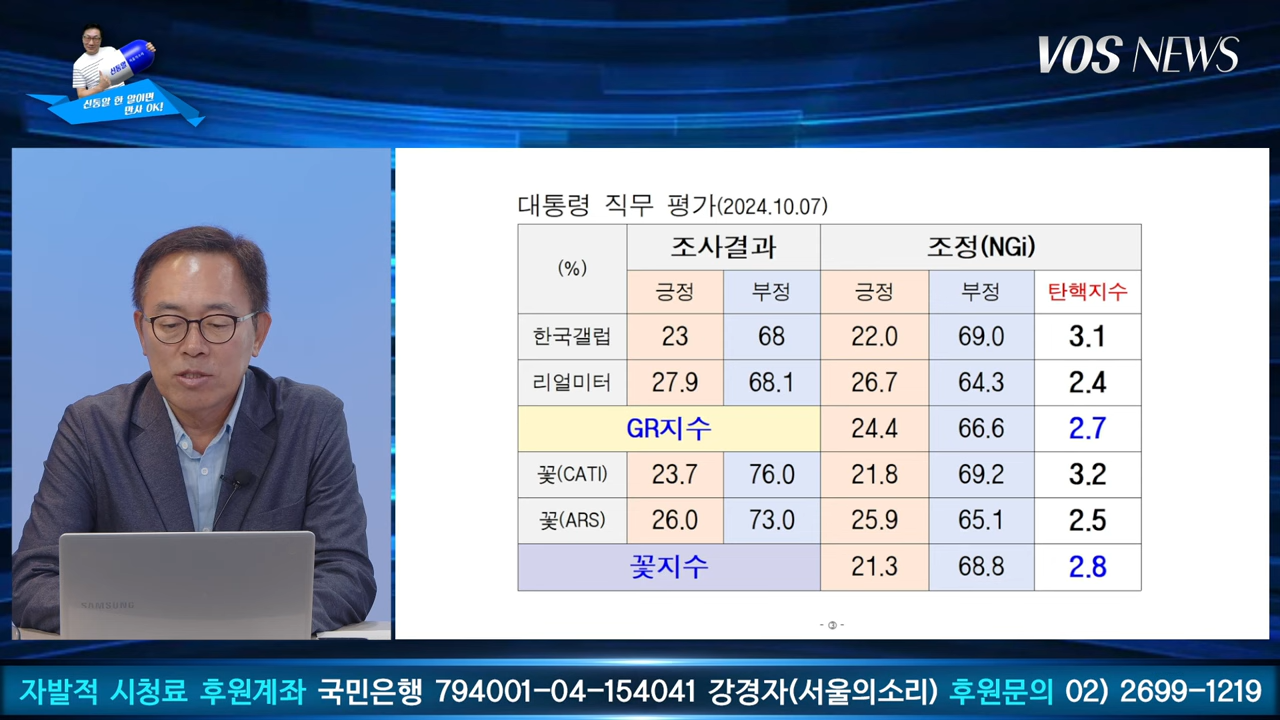 신통알
신통알 한 알이면
만사 OK!
VOS NEWS
대통령 직무 평가(2024.10.07)
(%) 조사결과 조정(NGi)
긍정 부정 긍정 부정 탄핵지수
한국갤럽 23 68 22.0 69.0 3.1
리얼미터 27.9 68.1 26.7 64.3 2.4
GR지수 24.4 66.6 2.7
꽃(CATI) 23.7 76.0 21.8 69.2 3.2
꽃(ARS) 26.0 73.0 25.9 65.1 2.5
꽃지수 21.3 68.8 2.8
- ③ -
SAMSUNG
자발적 시청료 후원계좌 국민은행 794001-04-154041 강경자(서울의소리) 후원문의 02) 2699-1219